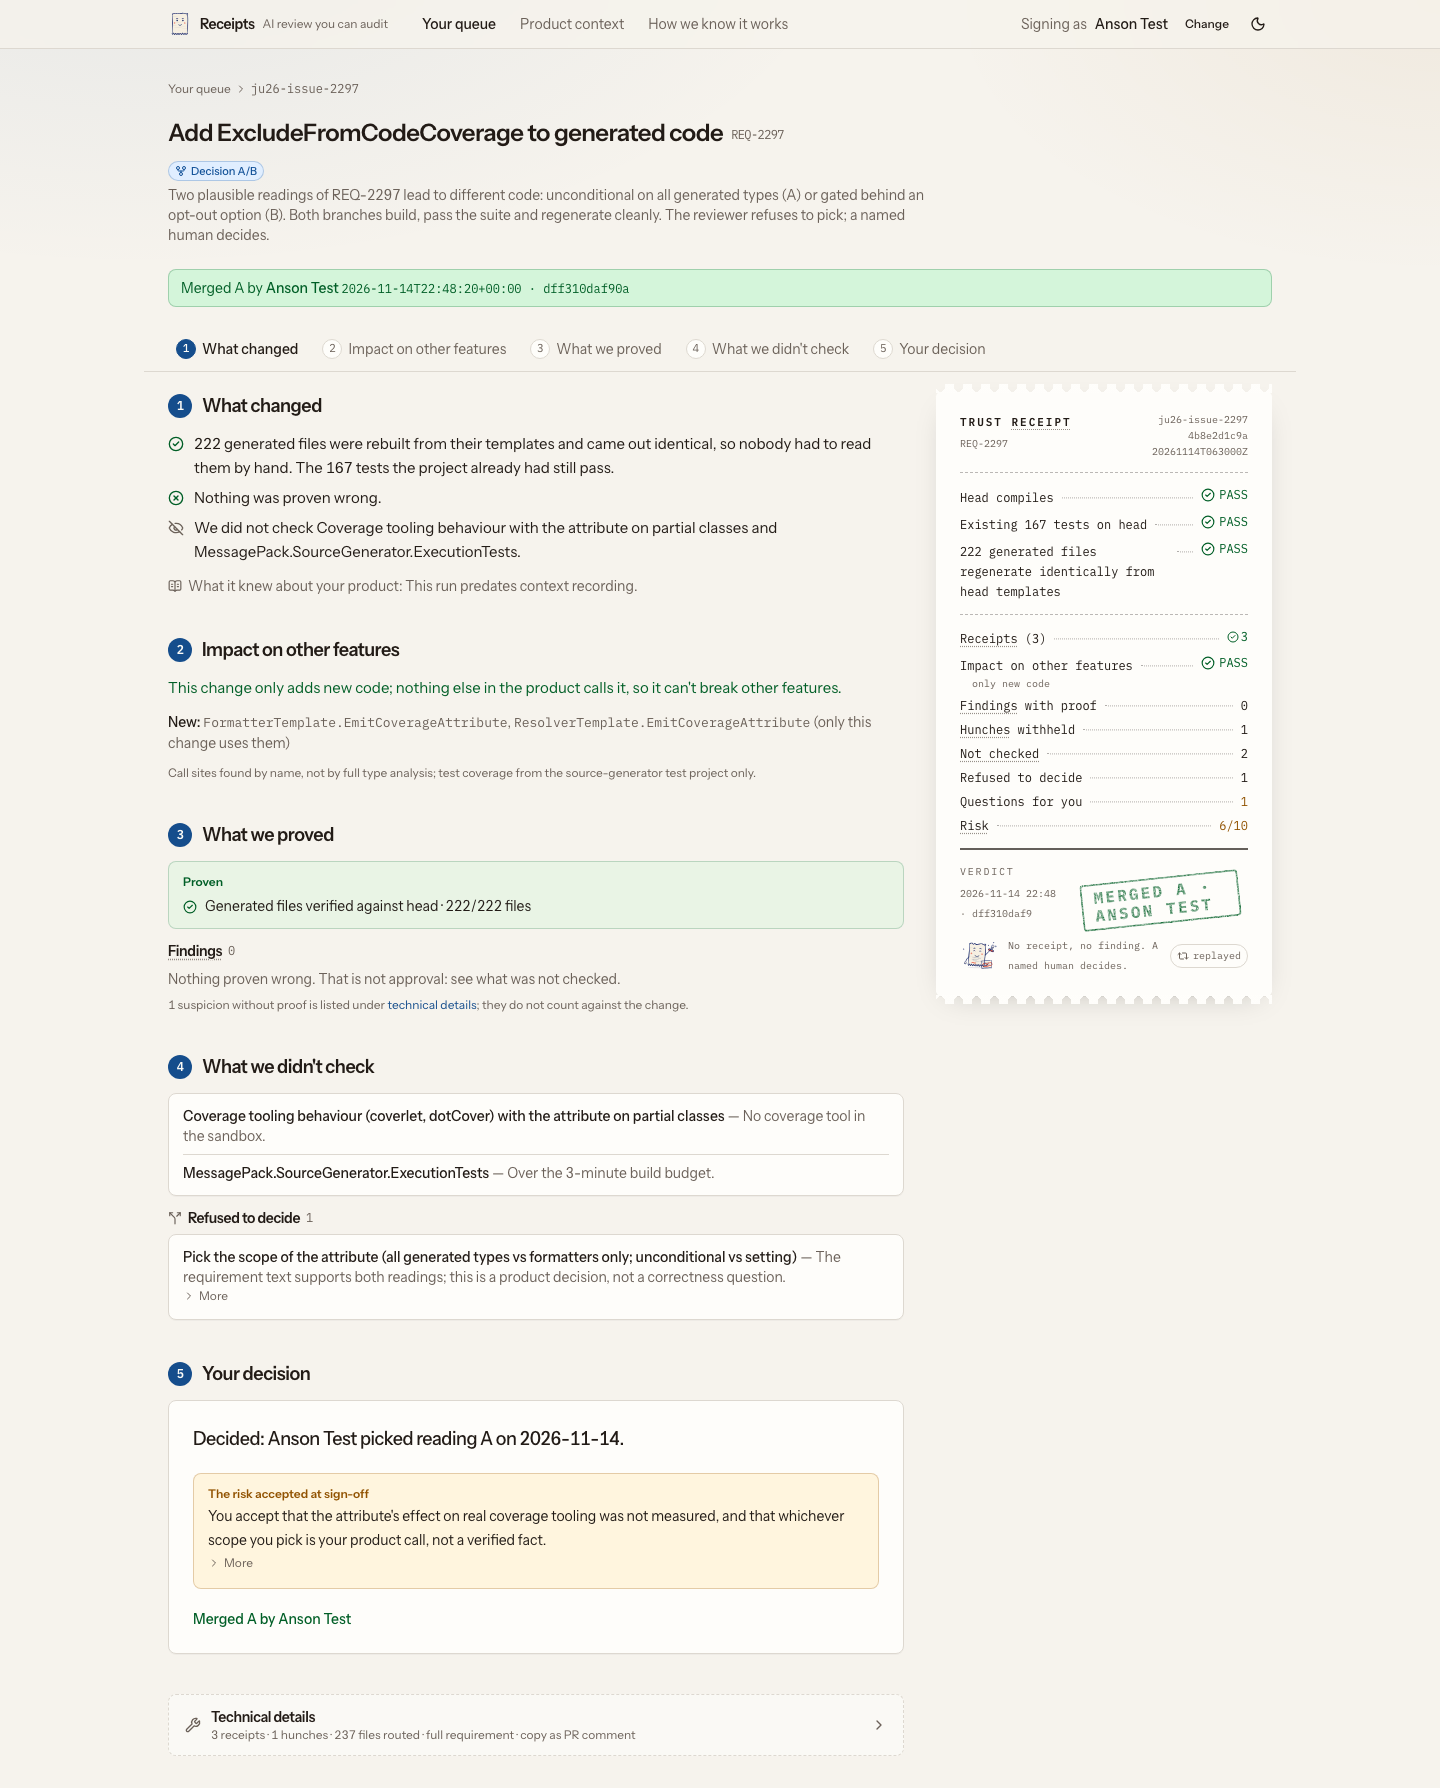 Receipts AI review you can audit Your queue Product context How we know it works Signing as Anson Test Change
Your queue > ju26-issue-2297
Add ExcludeFromCodeCoverage to generated code REQ-2297
Decision A/B
Two plausible readings of REQ-2297 lead to different code: unconditional on all generated types (A) or gated behind an
opt-out option (B). Both branches build, pass the suite and regenerate cleanly. The reviewer refuses to pick; a named
human decides.
Merged A by Anson Test 2026-11-14T22:48:20+00:00 · dff310daf90a
1 What changed 2 Impact on other features 3 What we proved 4 What we didn't check 5 Your decision
1 What changed
222 generated files were rebuilt from their templates and came out identical, so nobody had to read
them by hand. The 167 tests the project already had still pass.
Nothing was proven wrong.
We did not check Coverage tooling behaviour with the attribute on partial classes and
MessagePack.SourceGenerator.ExecutionTests.
What it knew about your product: This run predates context recording.
2 Impact on other features
This change only adds new code; nothing else in the product calls it, so it can't break other features.
New: FormatterTemplate.EmitCoverageAttribute, ResolverTemplate.EmitCoverageAttribute (only this
change uses them)
Call sites found by name, not by full type analysis; test coverage from the source-generator test project only.
3 What we proved
Proven
Generated files verified against head · 222/222 files
Findings 0
Nothing proven wrong. That is not approval: see what was not checked.
1 suspicion without proof is listed under technical details; they do not count against the change.
4 What we didn't check
Coverage tooling behaviour (coverlet, dotCover) with the attribute on partial classes — No coverage tool in
the sandbox.
MessagePack.SourceGenerator.ExecutionTests — Over the 3-minute build budget.
Refused to decide 1
Pick the scope of the attribute (all generated types vs formatters only; unconditional vs setting) — The
requirement text supports both readings; this is a product decision, not a correctness question.
> More
5 Your decision
Decided: Anson Test picked reading A on 2026-11-14.
The risk accepted at sign-off
You accept that the attribute's effect on real coverage tooling was not measured, and that whichever
scope you pick is your product call, not a verified fact.
> More
Merged A by Anson Test
Technical details
3 receipts · 1 hunches · 237 files routed · full requirement · copy as PR comment
TRUST RECEIPT ju26-issue-2297
4b8e2d1c9a
REQ-2297
20261114T063000Z
Head compiles PASS
Existing 167 tests on head PASS
222 generated files PASS
regenerate identically from
head templates
Receipts (3) 3
Impact on other features PASS
only new code
Findings with proof 0
Hunches withheld 1
Not checked 2
Refused to decide 1
Questions for you 1
Risk 6/10
VERDICT
2026-11-14 22:48
· dff310daf9
MERGED A ·
ANSON TEST
No receipt, no finding. A
named human decides.
replayed